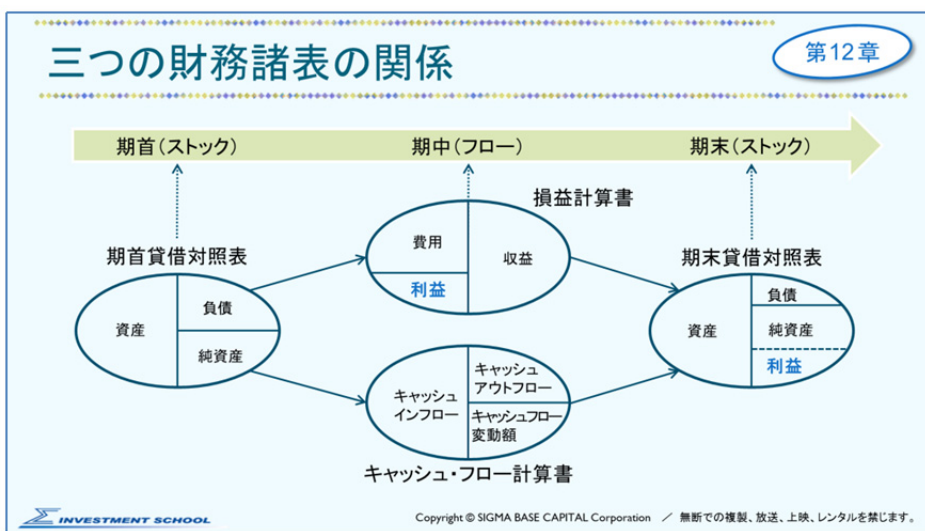 三つの財務諸表の関係
第12章
期首(ストック)
期中(フロー)
期末(ストック)
損益計算書
期首貸借対照表
期末貸借対照表
費用
収益
利益
資産
負債
純資産
資産
負債
純資産
利益
キャッシュ
インフロー
キャッシュ
アウトフロー
キャッシュフロー
変動額
キャッシュ・フロー計算書
INVESTMENT SCHOOL
Copyright © SIGMA BASE CAPITAL Corporation ／ 無断での複製、放送、上映、レンタルを禁じます。